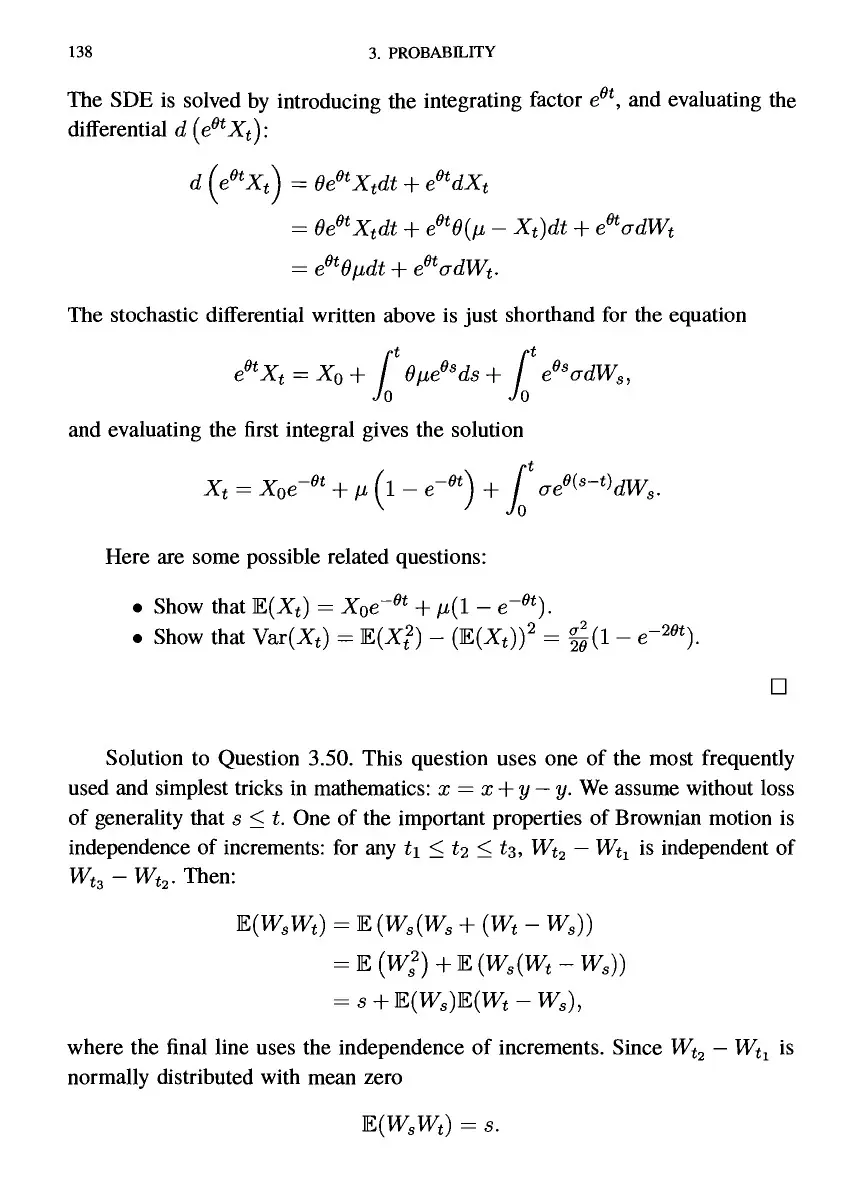 138 3. PROBABILITY
The SDE is solved by introducing the integrating factor e^{θt}, and evaluating the
differential d (e^{θt}X_t):
d (e^{θt}X_t) = θe^{θt}X_tdt + e^{θt}dX_t
= θe^{θt}X_tdt + e^{θt}θ(μ − X_t)dt + e^{θt}σdW_t
= e^{θt}θμdt + e^{θt}σdW_t.
The stochastic differential written above is just shorthand for the equation
e^{θt}X_t = X_0 + ∫_0^t θμe^{θs}ds + ∫_0^t e^{θs}σdW_s,
and evaluating the first integral gives the solution
X_t = X_0e^{−θt} + μ (1 − e^{−θt}) + ∫_0^t σe^{θ(s−t)}dW_s.
Here are some possible related questions:
• Show that 𝔼(X_t) = X_0e^{−θt} + μ(1 − e^{−θt}).
• Show that Var(X_t) = 𝔼(X_t^2) − (𝔼(X_t))^2 = \frac{σ^2}{2θ}(1 − e^{−2θt}).
□
Solution to Question 3.50. This question uses one of the most frequently
used and simplest tricks in mathematics: x = x + y − y. We assume without loss
of generality that s ≤ t. One of the important properties of Brownian motion is
independence of increments: for any t_1 ≤ t_2 ≤ t_3, W_{t_2} − W_{t_1} is independent of
W_{t_3} − W_{t_2}. Then:
𝔼(W_sW_t) = 𝔼 (W_s(W_s + (W_t − W_s))
= 𝔼 (W_s^2) + 𝔼 (W_s(W_t − W_s))
= s + 𝔼(W_s)𝔼(W_t − W_s),
where the final line uses the independence of increments. Since W_{t_2} − W_{t_1} is
normally distributed with mean zero
𝔼(W_sW_t) = s.